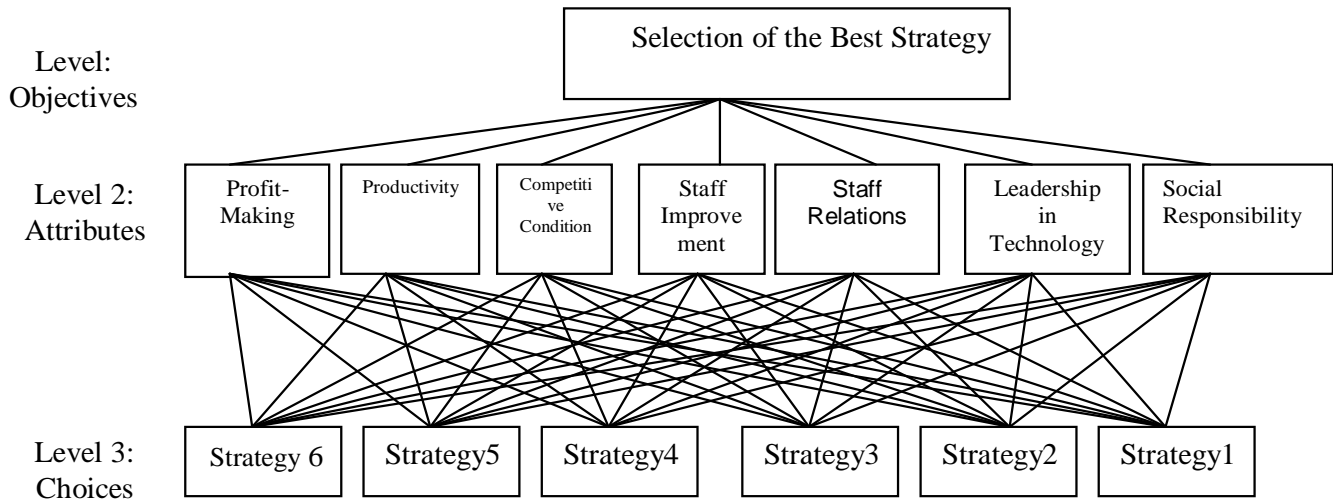 Selection of the Best Strategy
Level:
Objectives
Level 2:
Attributes
Profit-
Making
Productivity
Competiti
ve
Condition
Staff
Improve
ment
Staff
Relations
Leadership
in
Technology
Social
Responsibility
Level 3:
Choices
Strategy 6
Strategy5
Strategy4
Strategy3
Strategy2
Strategy1